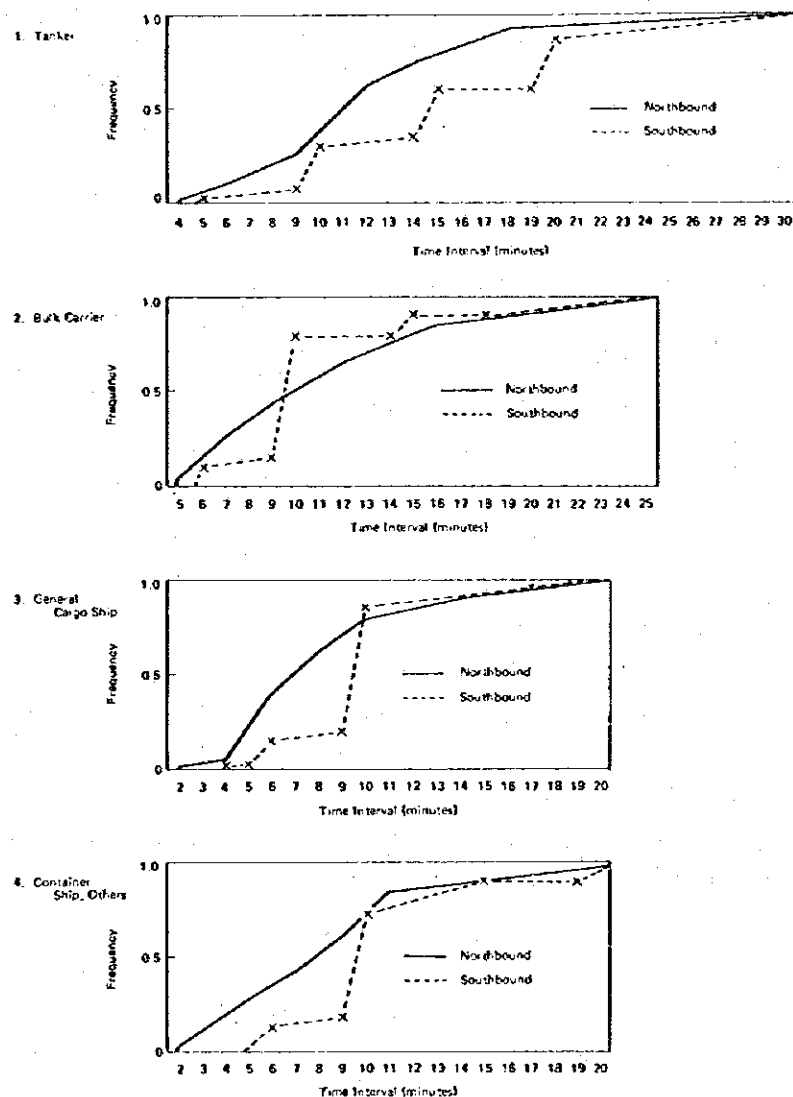 1. Tanker
1.0
0.5
0
Frequency
Northbound
Southbound
4 5 6 7 8 9 10 11 12 13 14 15 16 17 18 19 20 21 22 23 24 25 26 27 28 29 30
Time Interval (minutes)
2. Bulk Carrier
1.0
0.5
0
Frequency
Northbound
Southbound
5 6 7 8 9 10 11 12 13 14 15 16 17 18 19 20 21 22 23 24 25
Time Interval (minutes)
3. General
Cargo Ship
1.0
0.5
0
Frequency
Northbound
Southbound
2 3 4 5 6 7 8 9 10 11 12 13 14 15 16 17 18 19 20
Time Interval (minutes)
4. Container
Ship, Others
1.0
0.5
0
Frequency
Northbound
Southbound
2 3 4 5 6 7 8 9 10 11 12 13 14 15 16 17 18 19 20
Time Interval (minutes)